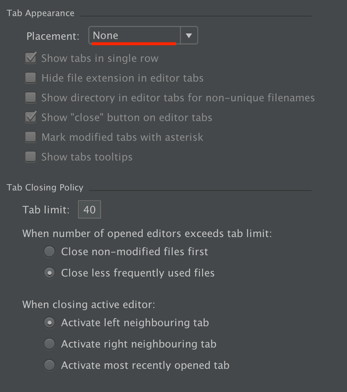 Tab Appearance
Placement: None
Show tabs in single row
Hide file extension in editor tabs
Show directory in editor tabs for non-unique filenames
Show "close" button on editor tabs
Mark modified tabs with asterisk
Show tabs tooltips
Tab Closing Policy
Tab limit: 40
When number of opened editors exceeds tab limit:
Close non-modified files first
Close less frequently used files
When closing active editor:
Activate left neighbouring tab
Activate right neighbouring tab
Activate most recently opened tab